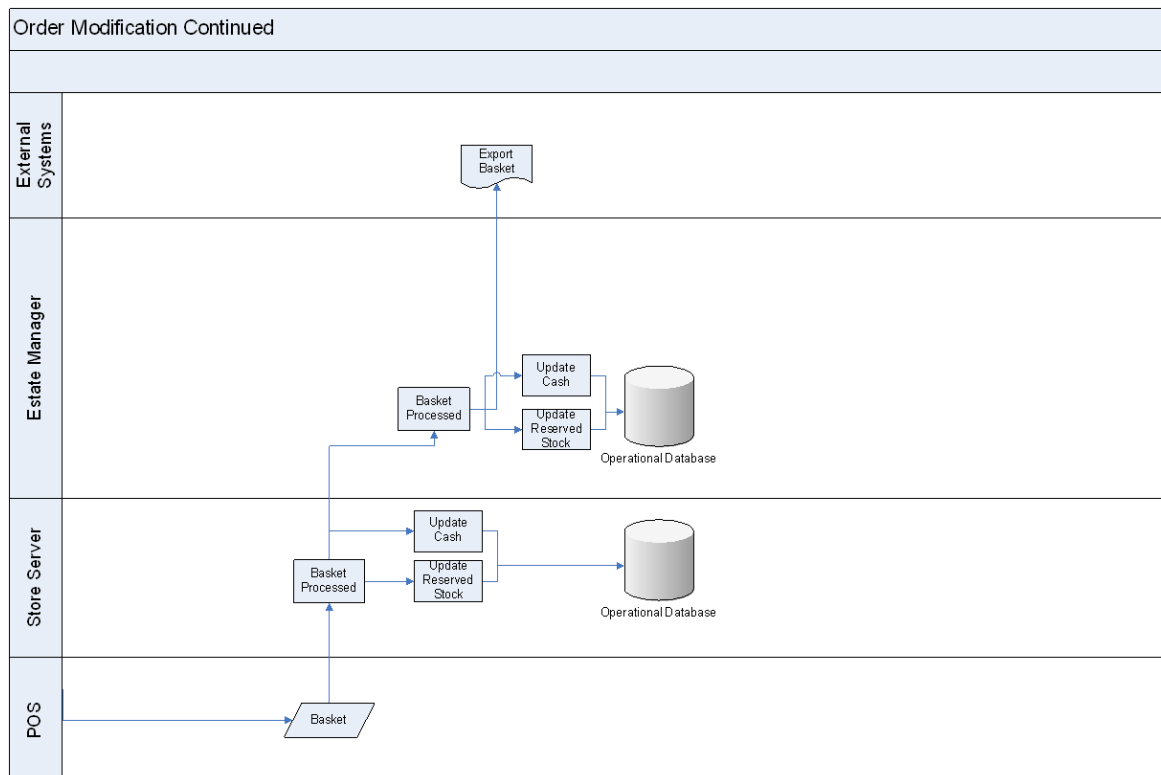 Order Modification Continued
External
Systems
Export
Basket
Estate Manager
Update
Cash
Basket
Processed
Update
Reserved
Stock
Operational Database
Store Server
Update
Cash
Basket
Processed
Update
Reserved
Stock
Operational Database
POS
Basket